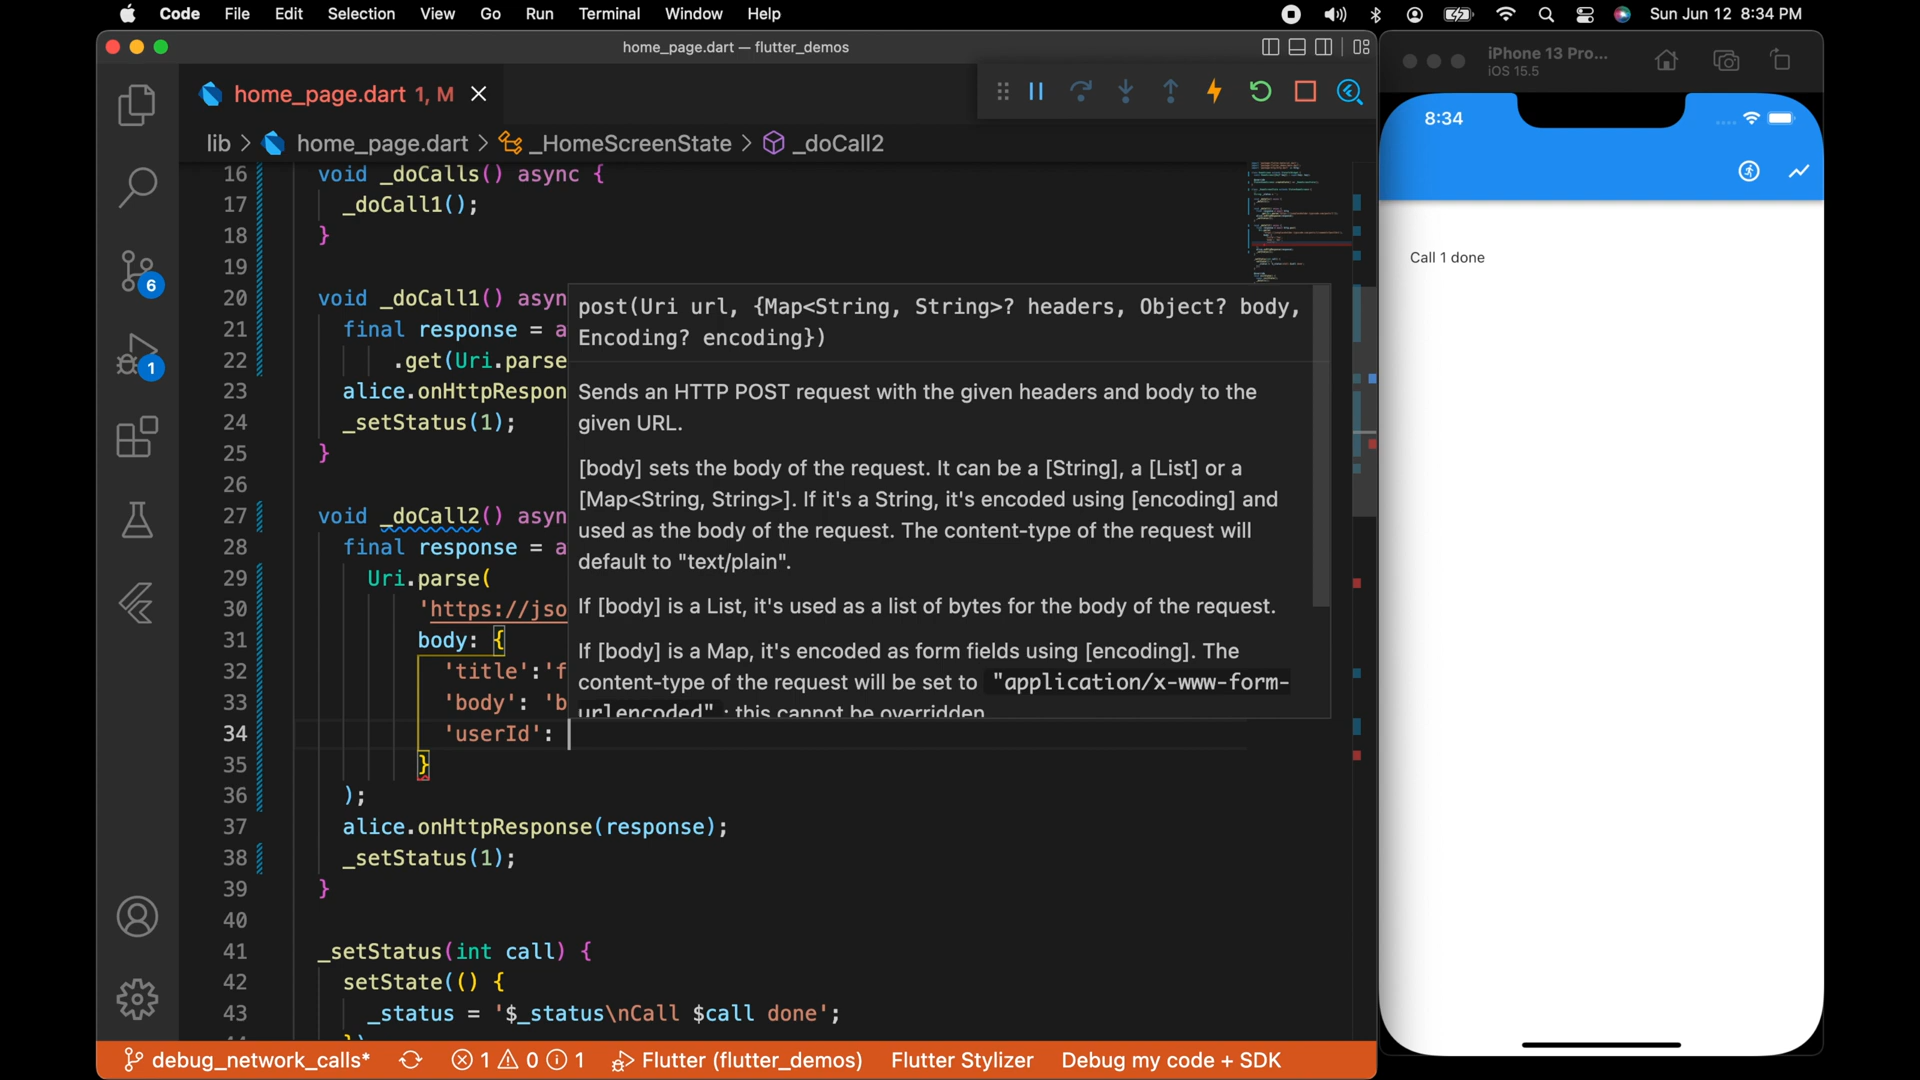 Code File Edit Selection View Go Run Terminal Window Help Sun Jun 12 8:34 PM
home_page.dart — flutter_demos
home_page.dart 1, M
lib > home_page.dart > _HomeScreenState > _doCall2
16 void _doCalls() async {
17 _doCall1();
18 }
19
20 void _doCall1() asyn
21 final response = a
22 .get(Uri.parse
23 alice.onHttpRespon
24 _setStatus(1);
25 }
26
27 void _doCall2() asyn
28 final response = a
29 Uri.parse(
30 'https://jso
31 body: {
32 'title':'f
33 'body': 'b
34 'userId':
35 }
36 );
37 alice.onHttpResponse(response);
38 _setStatus(1);
39 }
40
41 _setStatus(int call) {
42 setState(() {
43 _status = '$_status\nCall $call done';
post(Uri url, {Map<String, String>? headers, Object? body,
Encoding? encoding})
Sends an HTTP POST request with the given headers and body to the
given URL.
[body] sets the body of the request. It can be a [String], a [List] or a
[Map<String, String>]. If it's a String, it's encoded using [encoding] and
used as the body of the request. The content-type of the request will
default to "text/plain".
If [body] is a List, it's used as a list of bytes for the body of the request.
If [body] is a Map, it's encoded as form fields using [encoding]. The
content-type of the request will be set to "application/x-www-form-
urlencoded" ; this cannot be overridden
6
1
debug_network_calls* 1 0 1 Flutter (flutter_demos) Flutter Stylizer Debug my code + SDK
iPhone 13 Pro...
iOS 15.5
8:34
Call 1 done